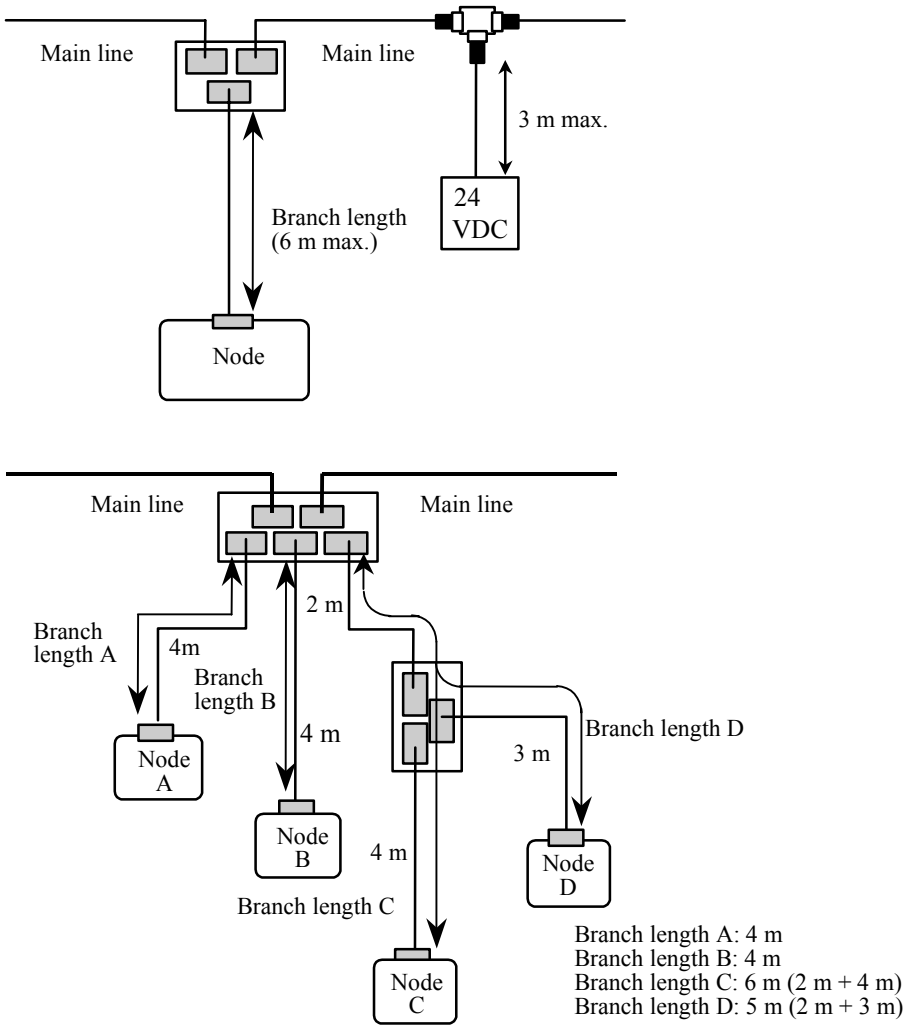 Main line
Main line
3 m max.
24
VDC
Branch length
(6 m max.)
Node
Main line
Main line
2 m
Branch
length A
4m
Branch
length B
Branch length D
4 m
3 m
Node
A
Node
B
4 m
Node
D
Branch length C
Branch length A: 4 m
Branch length B: 4 m
Branch length C: 6 m (2 m + 4 m)
Branch length D: 5 m (2 m + 3 m)
Node
C